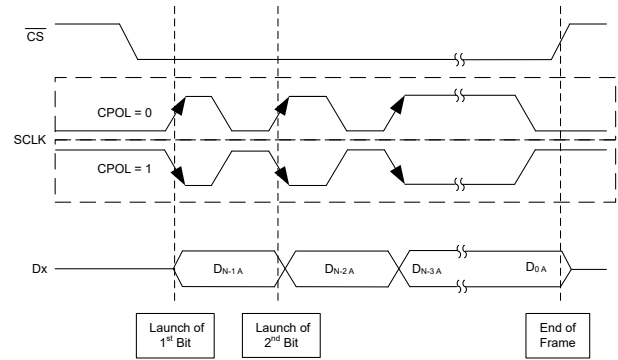 CS
CPOL = 0
SCLK
CPOL = 1
Dx
DN-1 A
DN-2 A
DN-3 A
D0 A
Launch of
1st Bit
Launch of
2nd Bit
End of
Frame